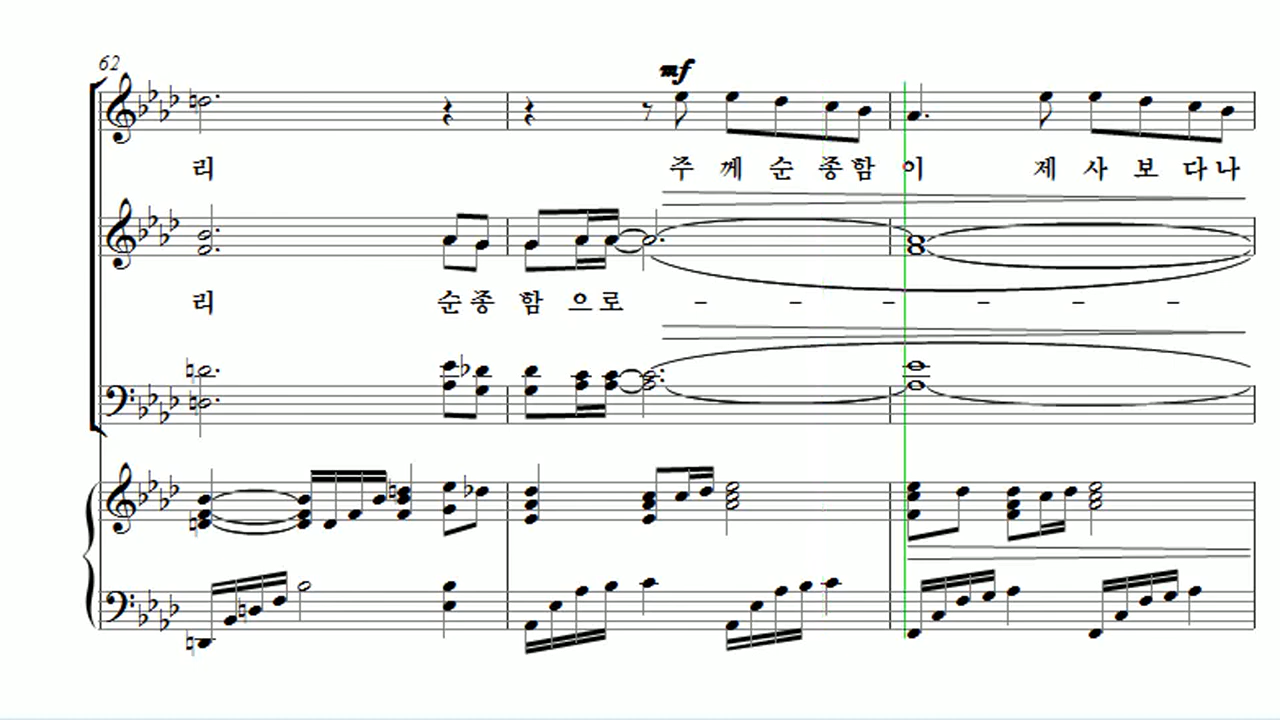 62
mf
리 주 께 순 종 함 이 제 사 보 다 나
리 순 종 함 으 로 - - - - - -